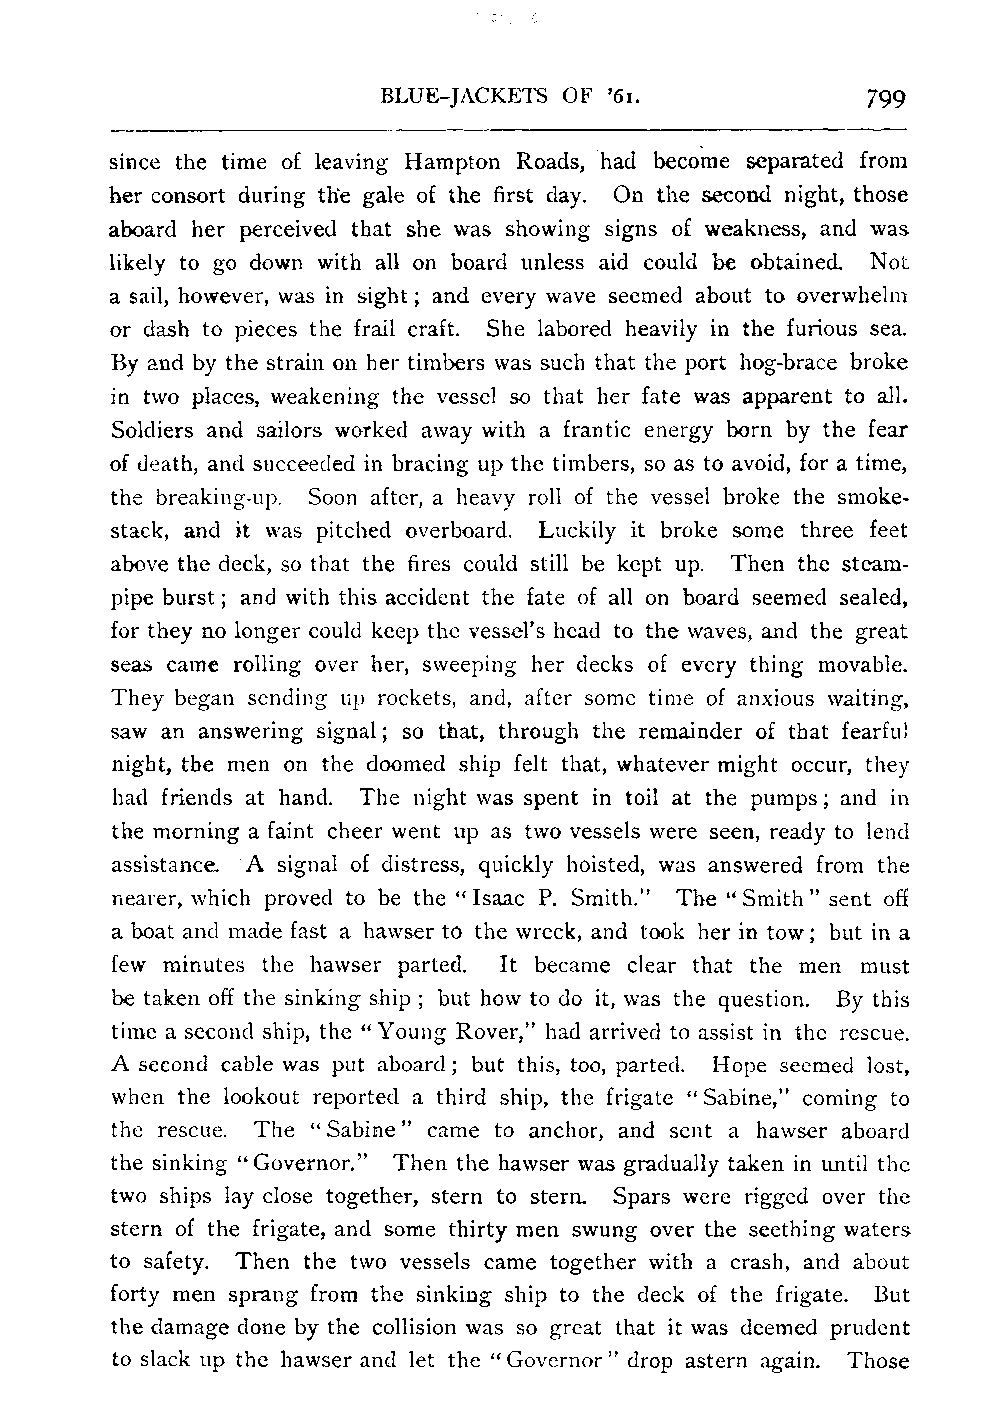 BLUE-JACKETS OF '61. 799
since the time of leaving Hampton Roads, had become separated from
her consort during the gale of the first day. On the second night, those
aboard her perceived that she was showing signs of weakness, and was
likely to go down with all on board unless aid could be obtained. Not
a sail, however, was in sight; and every wave seemed about to overwhelm
or dash to pieces the frail craft. She labored heavily in the furious sea.
By and by the strain on her timbers was such that the port hog-brace broke
in two places, weakening the vessel so that her fate was apparent to all.
Soldiers and sailors worked away with a frantic energy born by the fear
of death, and succeeded in bracing up the timbers, so as to avoid, for a time,
the breaking-up. Soon after, a heavy roll of the vessel broke the smoke-
stack, and it was pitched overboard. Luckily it broke some three feet
above the deck, so that the fires could still be kept up. Then the steam-
pipe burst; and with this accident the fate of all on board seemed sealed,
for they no longer could keep the vessel's head to the waves, and the great
seas came rolling over her, sweeping her decks of every thing movable.
They began sending up rockets, and, after some time of anxious waiting,
saw an answering signal; so that, through the remainder of that fearful
night, the men on the doomed ship felt that, whatever might occur, they
had friends at hand. The night was spent in toil at the pumps; and in
the morning a faint cheer went up as two vessels were seen, ready to lend
assistance. A signal of distress, quickly hoisted, was answered from the
nearer, which proved to be the "Isaac P. Smith." The "Smith" sent off
a boat and made fast a hawser to the wreck, and took her in tow; but in a
few minutes the hawser parted. It became clear that the men must
be taken off the sinking ship; but how to do it, was the question. By this
time a second ship, the "Young Rover," had arrived to assist in the rescue.
A second cable was put aboard; but this, too, parted. Hope seemed lost,
when the lookout reported a third ship, the frigate "Sabine," coming to
the rescue. The "Sabine" came to anchor, and sent a hawser aboard
the sinking "Governor." Then the hawser was gradually taken in until the
two ships lay close together, stern to stern. Spars were rigged over the
stern of the frigate, and some thirty men swung over the seething waters
to safety. Then the two vessels came together with a crash, and about
forty men sprang from the sinking ship to the deck of the frigate. But
the damage done by the collision was so great that it was deemed prudent
to slack up the hawser and let the "Governor" drop astern again. Those